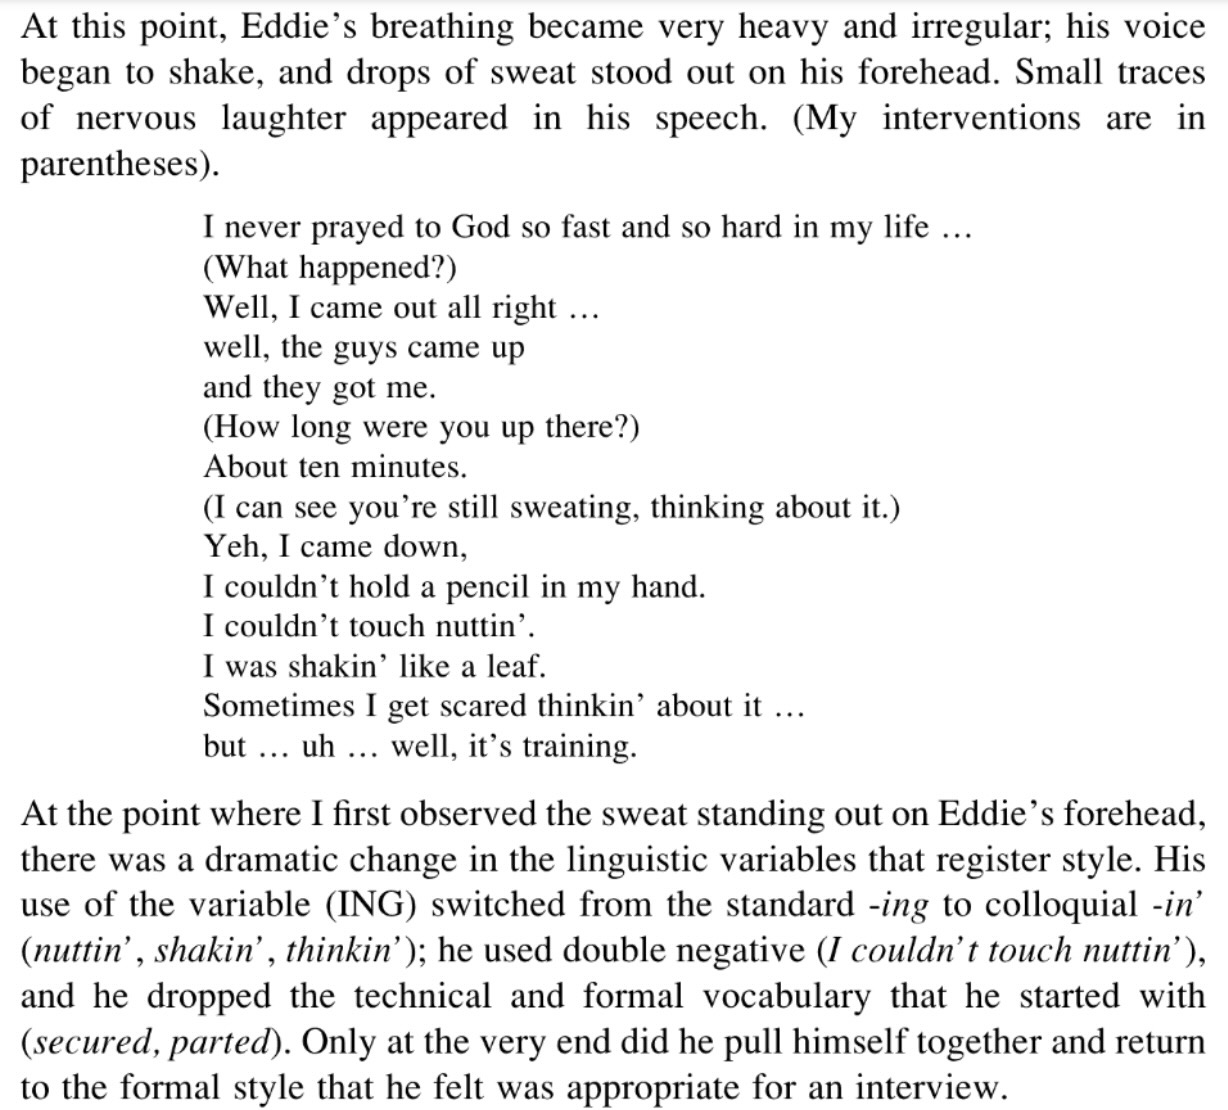 At this point, Eddie’s breathing became very heavy and irregular; his voice
began to shake, and drops of sweat stood out on his forehead. Small traces
of nervous laughter appeared in his speech. (My interventions are in
parentheses).
I never prayed to God so fast and so hard in my life …
(What happened?)
Well, I came out all right …
well, the guys came up
and they got me.
(How long were you up there?)
About ten minutes.
(I can see you’re still sweating, thinking about it.)
Yeh, I came down,
I couldn’t hold a pencil in my hand.
I couldn’t touch nuttin’.
I was shakin’ like a leaf.
Sometimes I get scared thinkin’ about it …
but … uh … well, it’s training.
At the point where I first observed the sweat standing out on Eddie’s forehead,
there was a dramatic change in the linguistic variables that register style. His
use of the variable (ING) switched from the standard -ing to colloquial -in’
(nuttin’, shakin’, thinkin’); he used double negative (I couldn’t touch nuttin’),
and he dropped the technical and formal vocabulary that he started with
(secured, parted). Only at the very end did he pull himself together and return
to the formal style that he felt was appropriate for an interview.